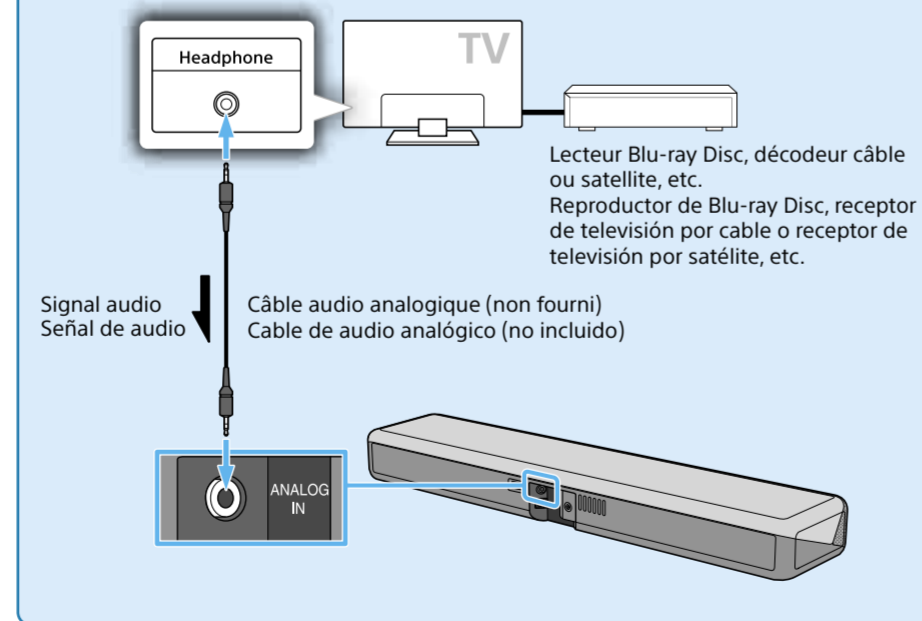 Headphone
TV
Lecteur Blu-ray Disc, décodeur câble
ou satellite, etc.
Reproductor de Blu-ray Disc, receptor
de televisión por cable o receptor de
televisión por satélite, etc.
Signal audio
Señal de audio
Câble audio analogique (non fourni)
Cable de audio analógico (no incluido)
ANALOG
IN